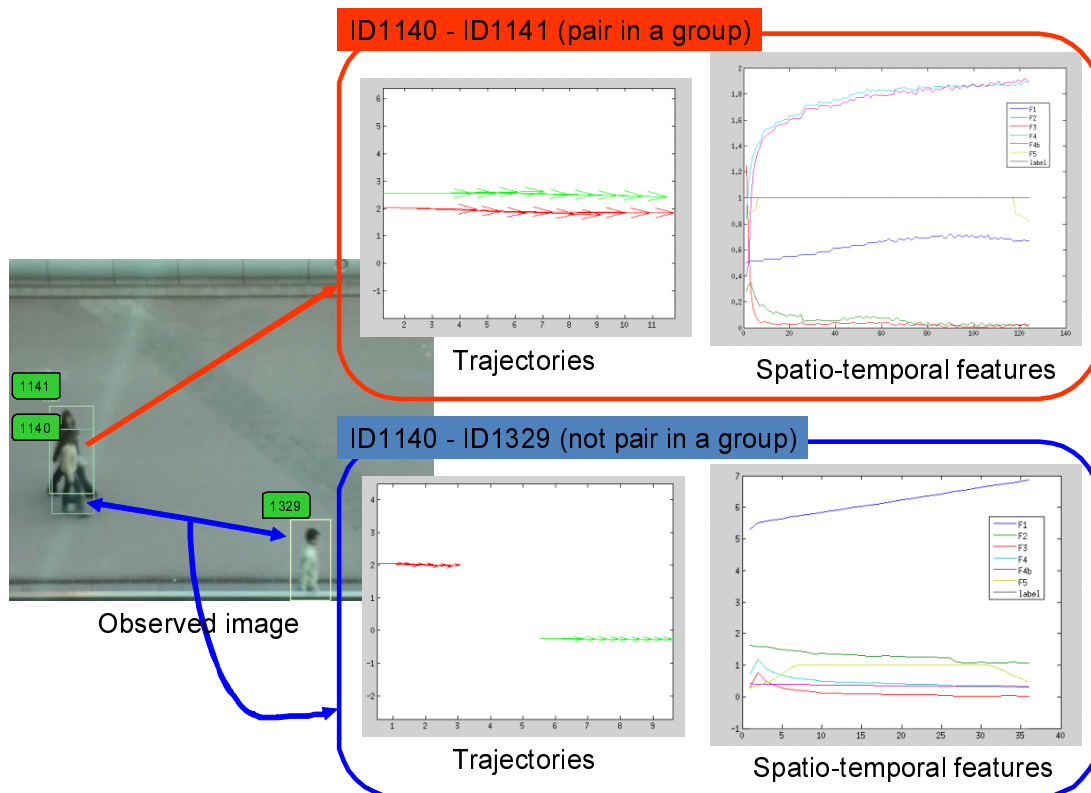 ID1140 - ID1141 (pair in a group)
6
5
4
3
2
1
0
-1
2 3 4 5 6 7 8 9 10 11
Trajectories
2
1.8
1.6
1.4
1.2
1
0.8
0.6
0.4
0.2
0
0 20 40 60 80 100 120 140
F1
F2
F3
F4
F4b
F5
label
Spatio-temporal features
1141
1140
1329
Observed image
ID1140 - ID1329 (not pair in a group)
4
3
2
1
0
-1
-2
1 2 3 4 5 6 7 8 9
Trajectories
7
6
5
4
3
2
1
0
-1
0 5 10 15 20 25 30 35 40
F1
F2
F3
F4
F4b
F5
label
Spatio-temporal features